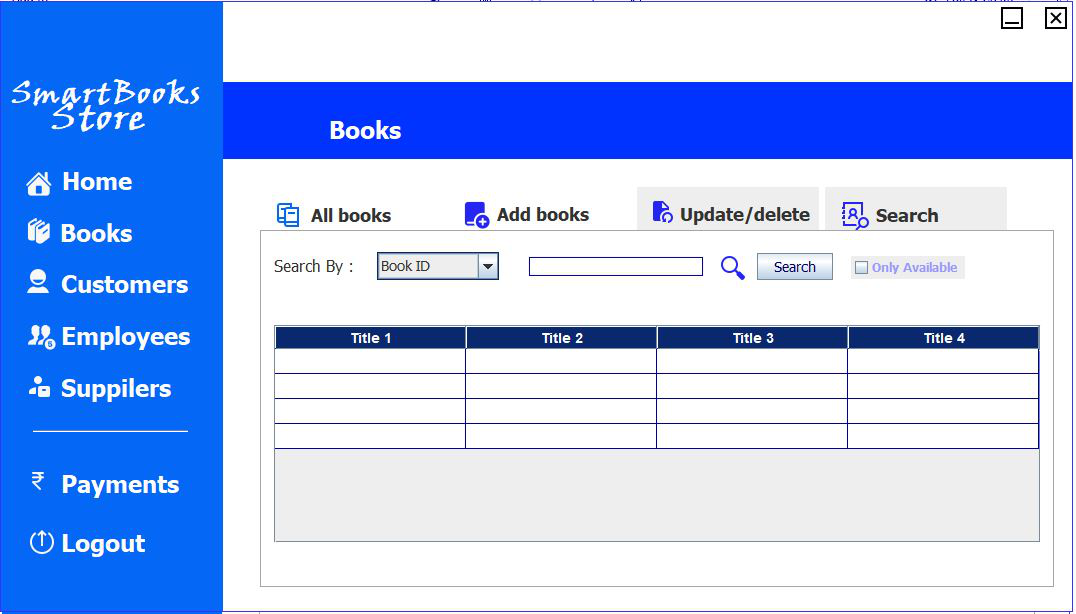 SmartBooks
Store
Home
Books
Customers
Employees
Suppilers
₹ Payments
Logout
Books
All books Add books Update/delete Search
Search By : Book ID Search Only Available
Title 1 Title 2 Title 3 Title 4